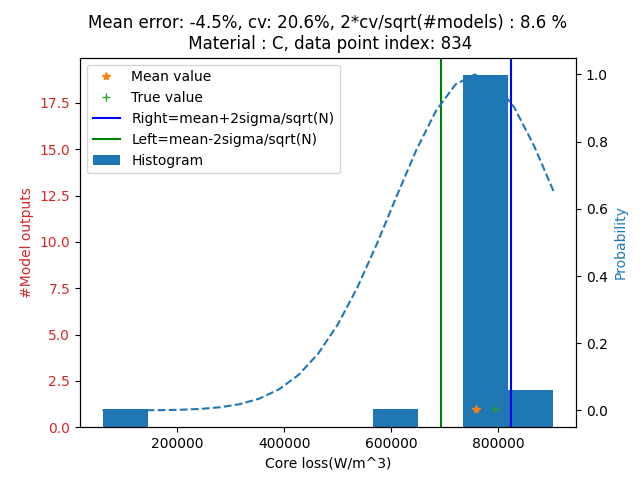 Mean error: -4.5%, cv: 20.6%, 2*cv/sqrt(#models) : 8.6 %
Material : C, data point index: 834
Mean value
True value
Right=mean+2sigma/sqrt(N)
Left=mean-2sigma/sqrt(N)
Histogram
#Model outputs
17.5
15.0
12.5
10.0
7.5
5.0
2.5
0.0
1.0
0.8
0.6
0.4
0.2
0.0
Probability
200000 400000 600000 800000
Core loss(W/m^3)